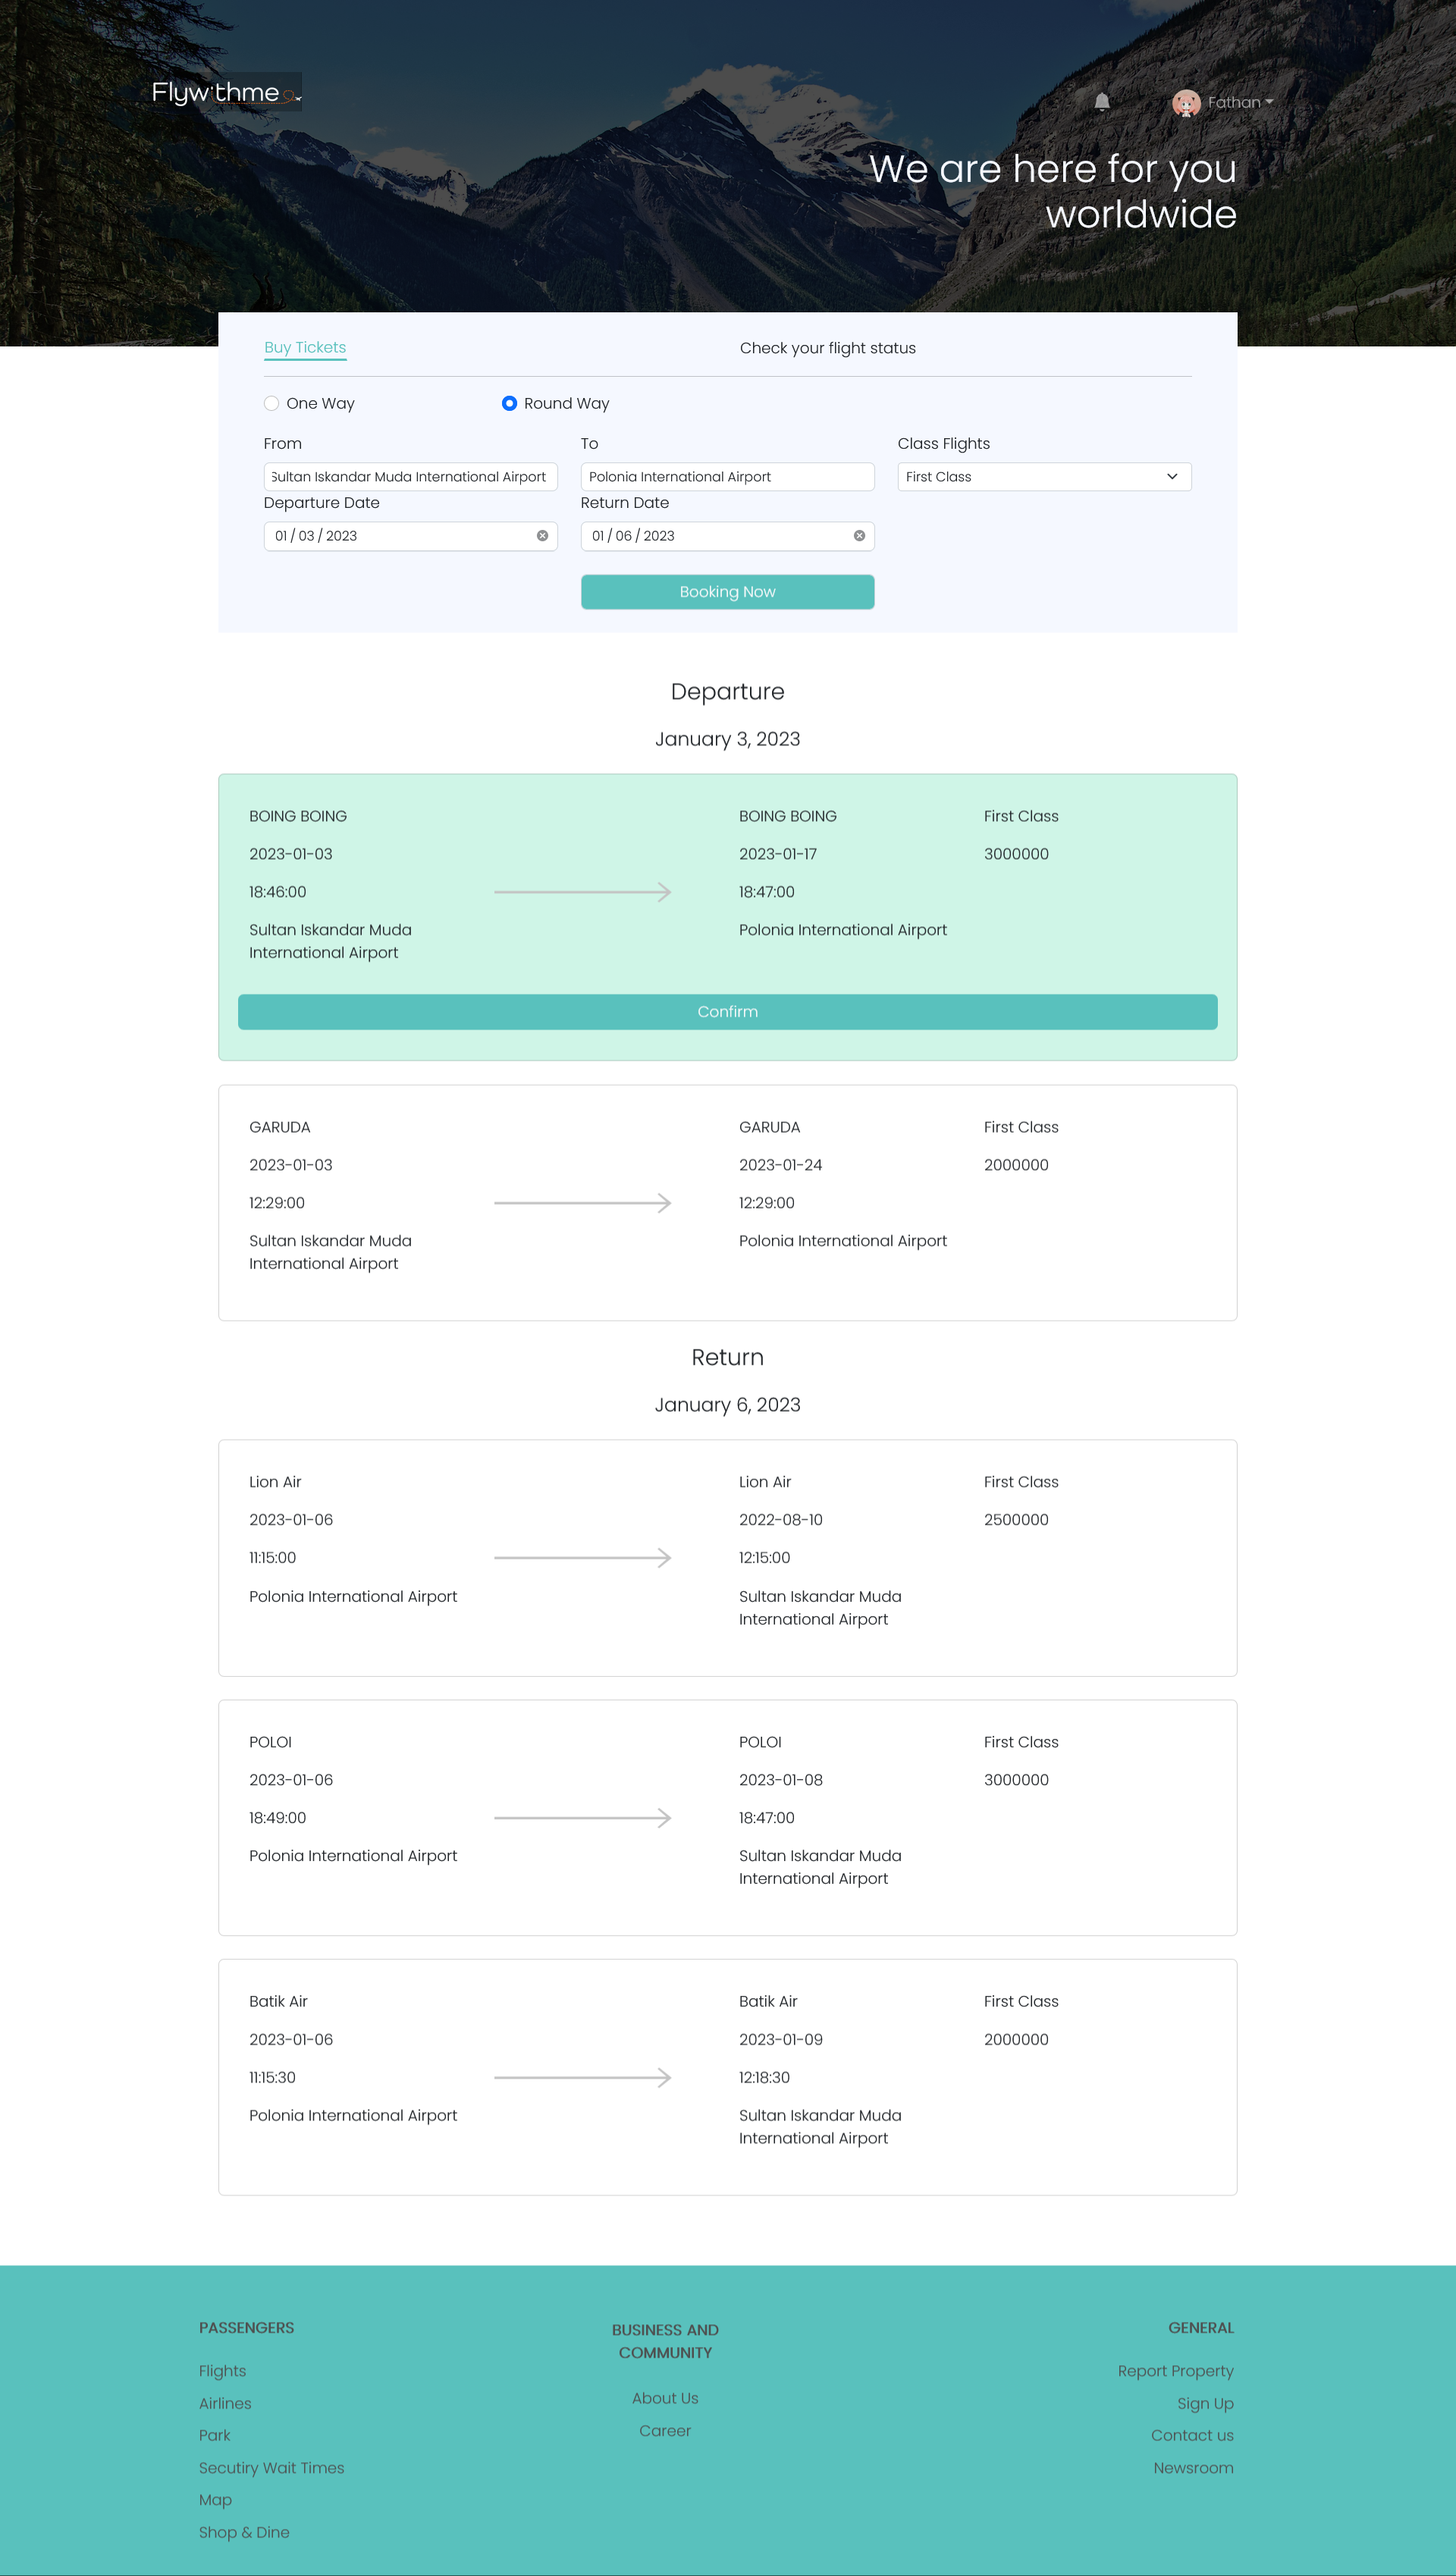 Flywithme
Fathan
We are here for you
worldwide
Buy Tickets
Check your flight status
One Way
Round Way
From
To
Class Flights
Sultan Iskandar Muda International Airport
Polonia International Airport
First Class
Departure Date
Return Date
01 / 03 / 2023
01 / 06 / 2023
Booking Now
Departure
January 3, 2023
BOING BOING
BOING BOING
First Class
2023-01-03
2023-01-17
3000000
18:46:00
18:47:00
Sultan Iskandar Muda
International Airport
Polonia International Airport
Confirm
GARUDA
GARUDA
First Class
2023-01-03
2023-01-24
2000000
12:29:00
12:29:00
Sultan Iskandar Muda
International Airport
Polonia International Airport
Return
January 6, 2023
Lion Air
Lion Air
First Class
2023-01-06
2022-08-10
2500000
11:15:00
12:15:00
Polonia International Airport
Sultan Iskandar Muda
International Airport
POLOI
POLOI
First Class
2023-01-06
2023-01-08
3000000
18:49:00
18:47:00
Polonia International Airport
Sultan Iskandar Muda
International Airport
Batik Air
Batik Air
First Class
2023-01-06
2023-01-09
2000000
11:15:30
12:18:30
Polonia International Airport
Sultan Iskandar Muda
International Airport
PASSENGERS
Flights
Airlines
Park
Secutiry Wait Times
Map
Shop & Dine
BUSINESS AND
COMMUNITY
About Us
Career
GENERAL
Report Property
Sign Up
Contact us
Newsroom